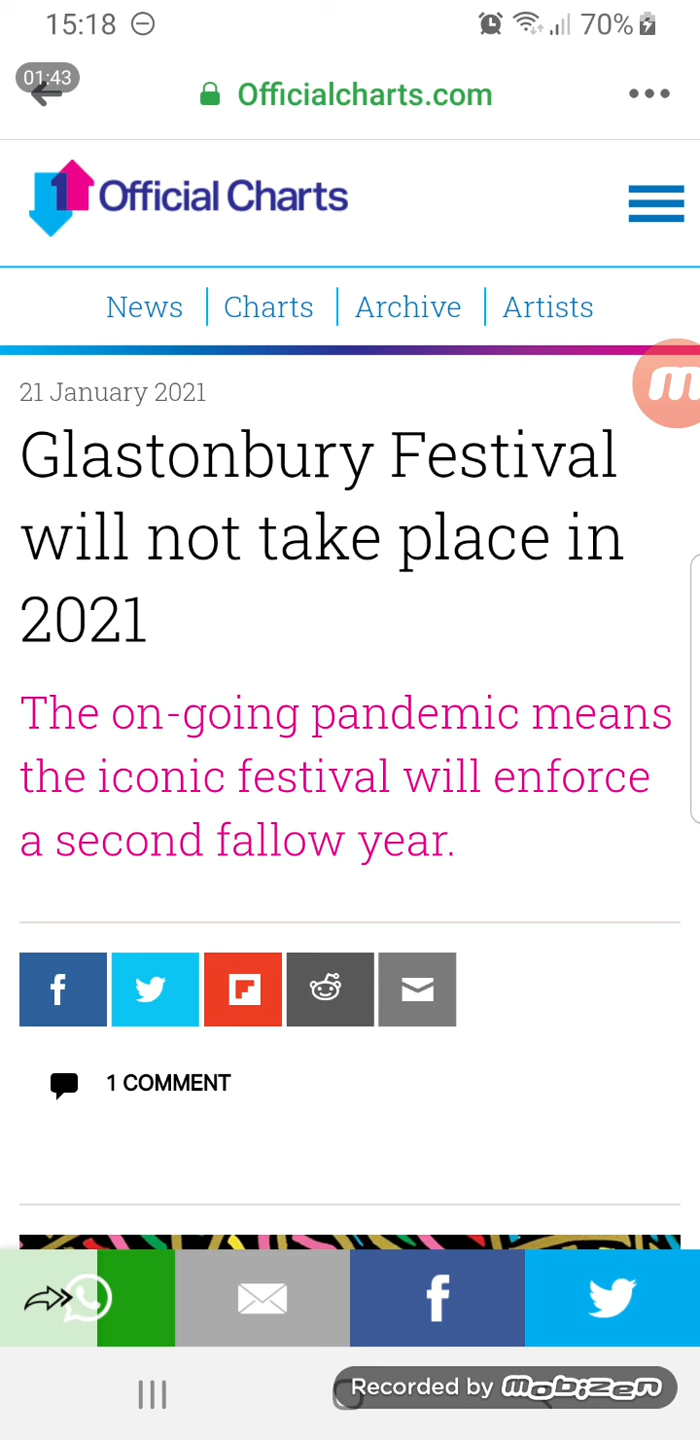 15:18 70%
01:43
Officialcharts.com
Official Charts
News Charts Archive Artists
21 January 2021
Glastonbury Festival
will not take place in
2021
The on-going pandemic means
the iconic festival will enforce
a second fallow year.
1 COMMENT
Recorded by mobizen